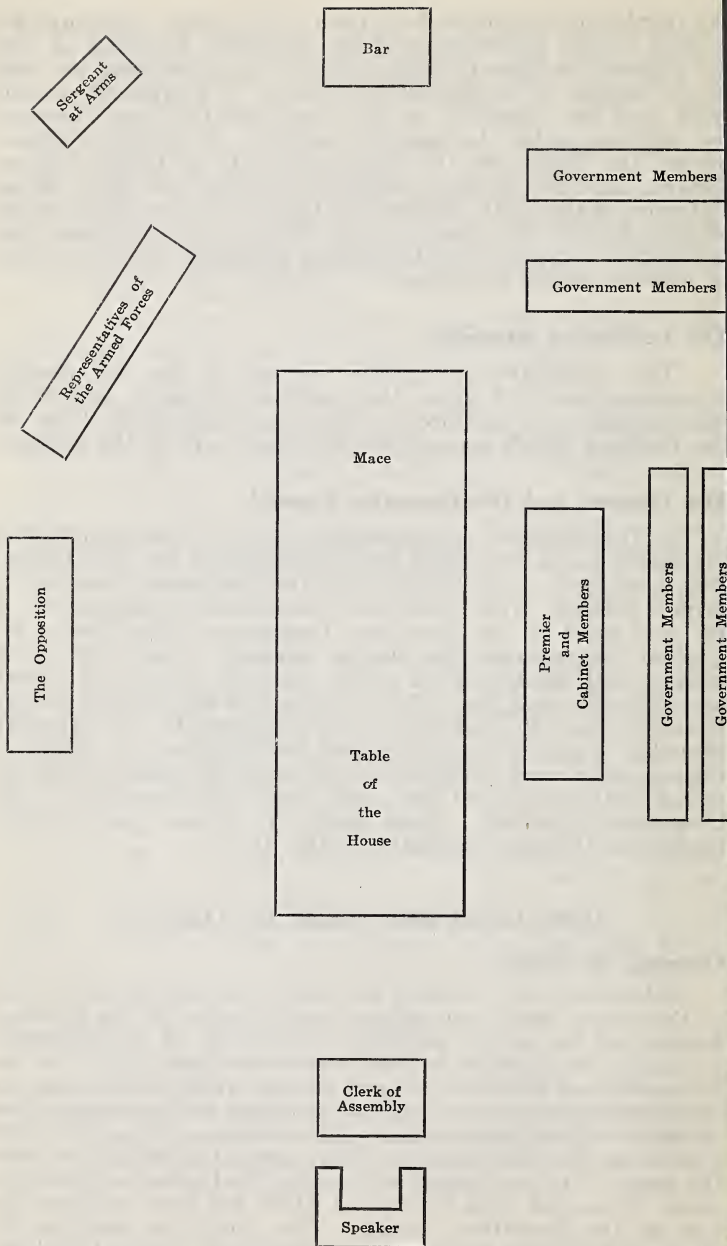 Bar
Sergeant
at Arms
Government Members
Government Members
Representatives of
the Armed Forces
Mace
The Opposition
Premier
and
Cabinet Members
Government Members
Government Members
Table
of
the
House
Clerk of
Assembly
Speaker